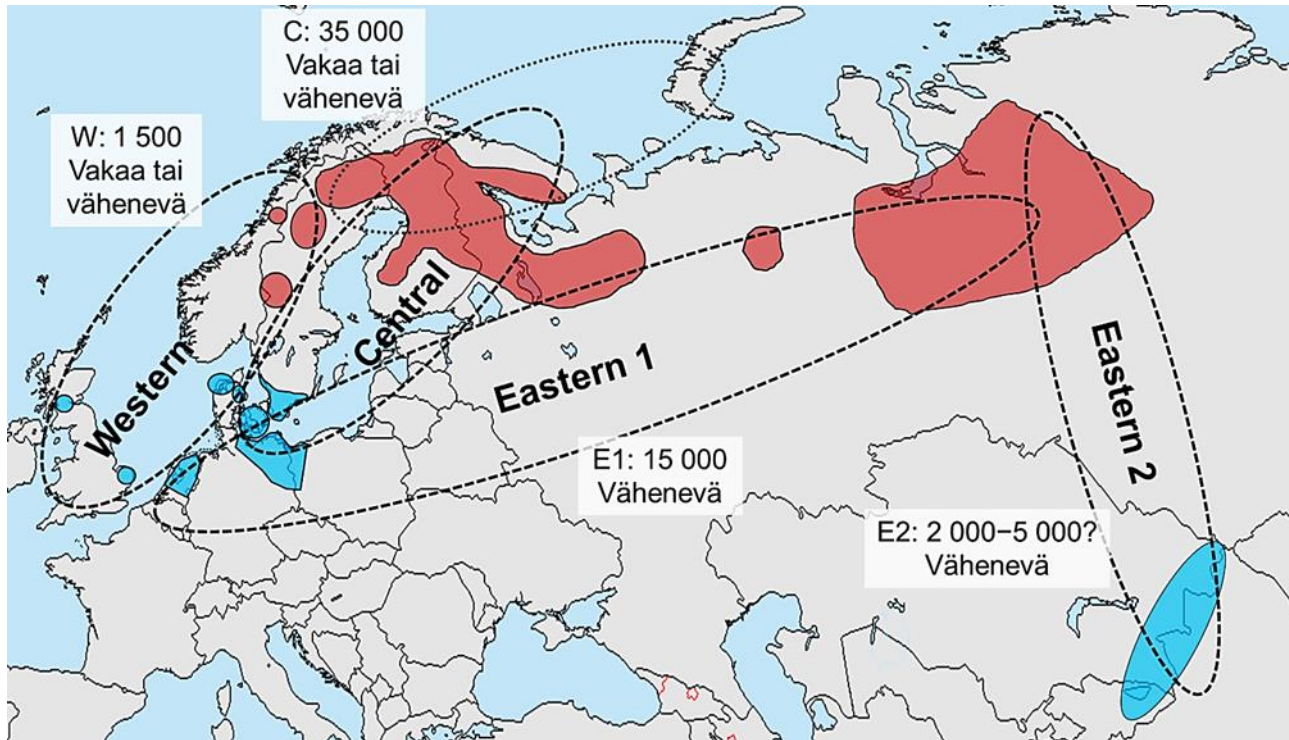 C: 35 000
Vakaa tai
vähenevä
W: 1 500
Vakaa tai
vähenevä
Western
Central
Eastern 1
Eastern 2
E1: 15 000
Vähenevä
E2: 2 000−5 000?
Vähenevä